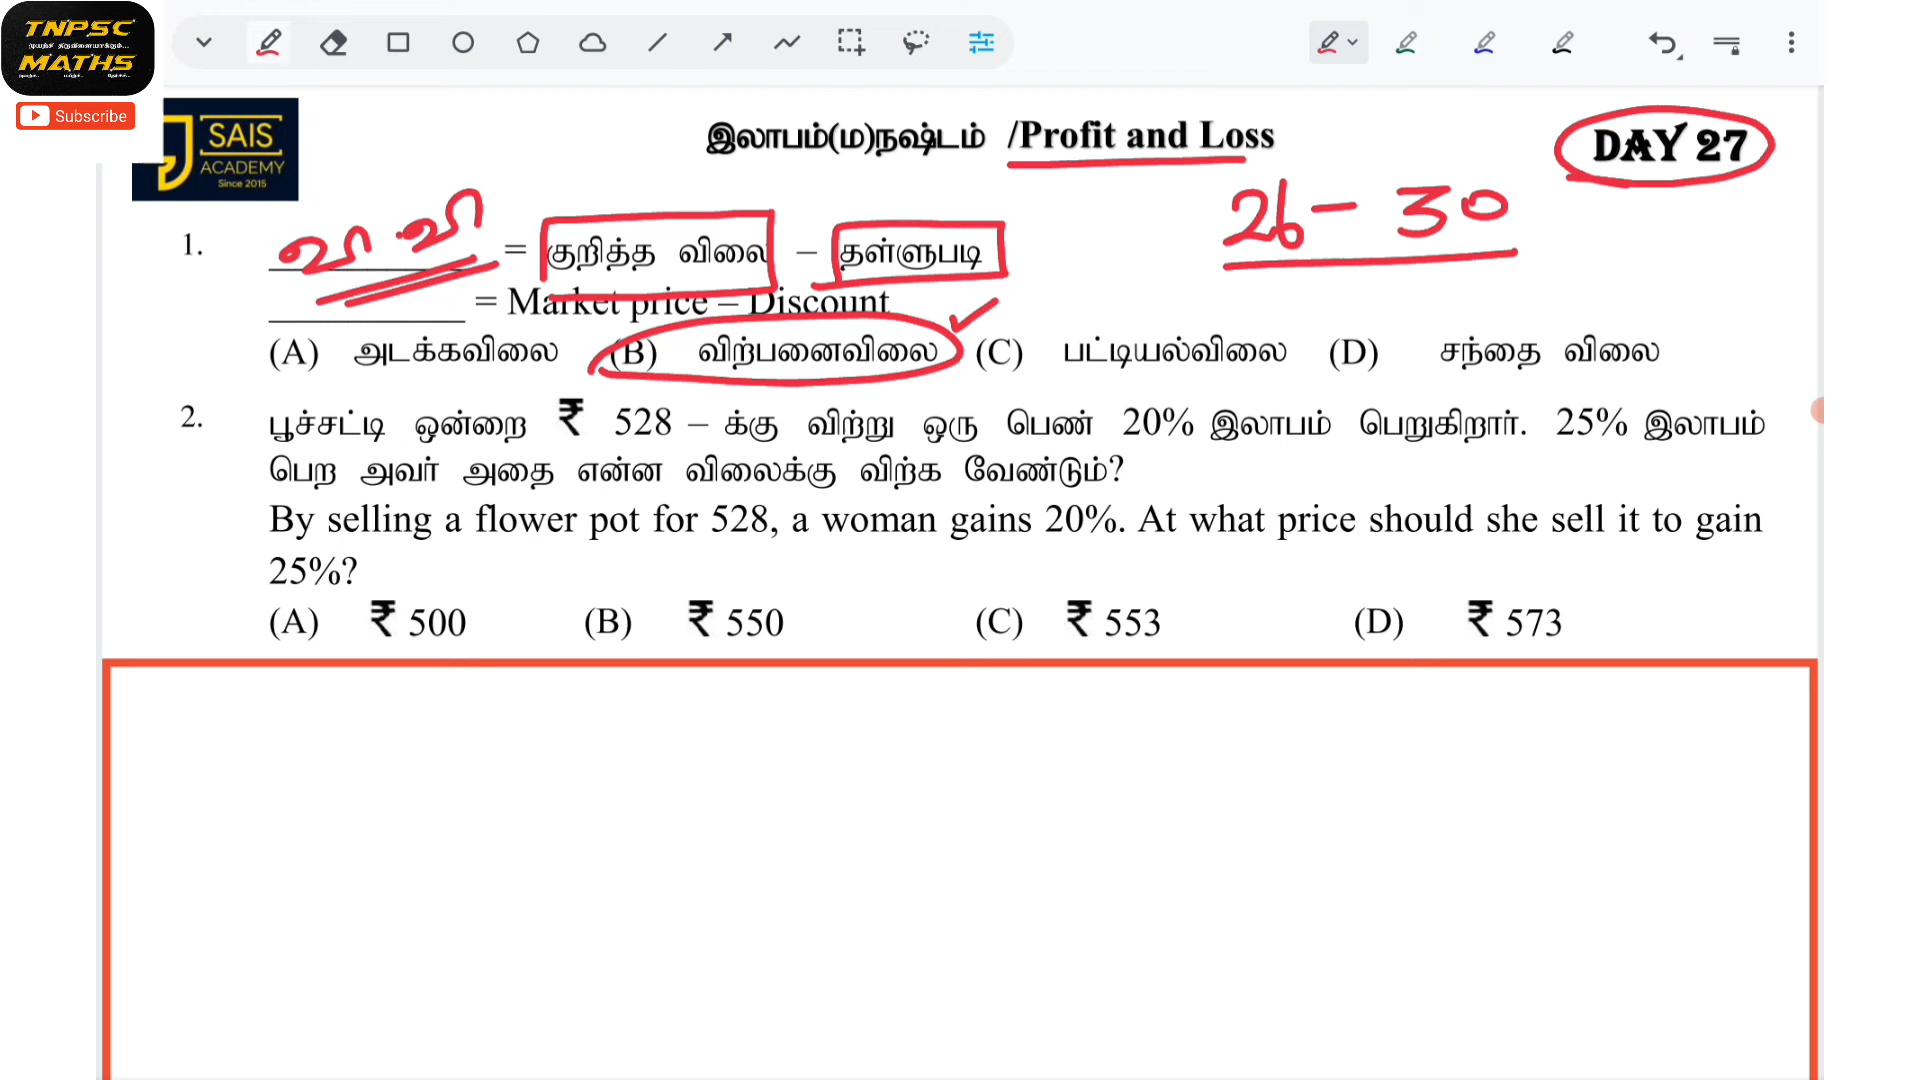 TNPSC
முயற்சி திருவினையாக்கும்...
MATHS
Subscribe
SAIS
ACADEMY
Since 2015
இலாபம்(ம)நஷ்டம் /Profit and Loss
DAY 27
26 - 30
1. வி.வி = குறித்த விலை – தள்ளுபடி
____________ = Market price – Discount
(A) அடக்கவிலை (B) விற்பனைவிலை (C) பட்டியல்விலை (D) சந்தை விலை
2. பூச்சட்டி ஒன்றை ₹ 528 – க்கு விற்று ஒரு பெண் 20% இலாபம் பெறுகிறார். 25% இலாபம்
பெற அவர் அதை என்ன விலைக்கு விற்க வேண்டும்?
By selling a flower pot for 528, a woman gains 20%. At what price should she sell it to gain
25%?
(A) ₹ 500 (B) ₹ 550 (C) ₹ 553 (D) ₹ 573